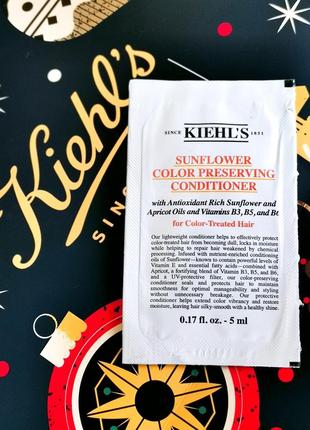 Kiehl's
SINC
SINCE KIEHL'S 1851
SUNFLOWER
COLOR PRESERVING
CONDITIONER
with Antioxidant Rich Sunflower and
Apricot Oils and Vitamins B3, B5, and B6
for Color-Treated Hair
Our lightweight conditioner helps to effectively protect
color-treated hair from becoming dull, locks in moisture
while helping to repair hair weakened by chemical
processing. Infused with nutrient-enriched conditioning
oils of Sunflower—known to contain powerful levels of
Vitamin E and essential fatty acids—combined with
Apricot, a fortifying blend of Vitamin B3, B5, and B6,
and a UV-protective filter, our color-preserving
conditioner seals and protects hair to maintain
smoothness for optimal manageability and styling
without unnecessary breakage. Our protective
conditioner helps extend color vibrancy and restore
moisture, leaving hair silky-smooth with a healthy shine.
0.17 fl. oz. - 5 ml